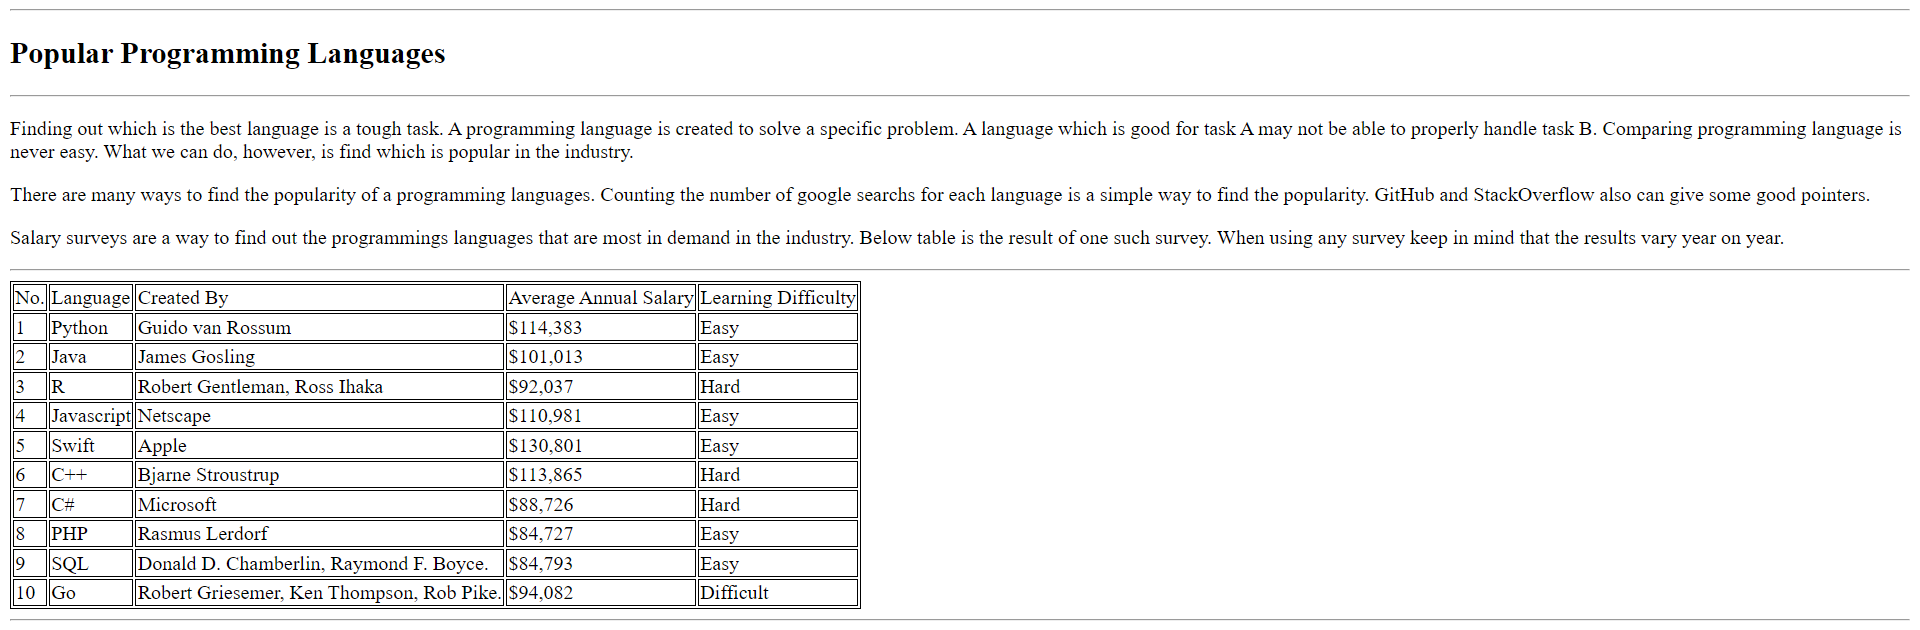 Popular Programming Languages
Finding out which is the best language is a tough task. A programming language is created to solve a specific problem. A language which is good for task A may not be able to properly handle task B. Comparing programming language is
never easy. What we can do, however, is find which is popular in the industry.
There are many ways to find the popularity of a programming languages. Counting the number of google searchs for each language is a simple way to find the popularity. GitHub and StackOverflow also can give some good pointers.
Salary surveys are a way to find out the programmings languages that are most in demand in the industry. Below table is the result of one such survey. When using any survey keep in mind that the results vary year on year.
No. Language Created By Average Annual Salary Learning Difficulty
1 Python Guido van Rossum $114,383 Easy
2 Java James Gosling $101,013 Easy
3 R Robert Gentleman, Ross Ihaka $92,037 Hard
4 Javascript Netscape $110,981 Easy
5 Swift Apple $130,801 Easy
6 C++ Bjarne Stroustrup $113,865 Hard
7 C# Microsoft $88,726 Hard
8 PHP Rasmus Lerdorf $84,727 Easy
9 SQL Donald D. Chamberlin, Raymond F. Boyce. $84,793 Easy
10 Go Robert Griesemer, Ken Thompson, Rob Pike. $94,082 Difficult